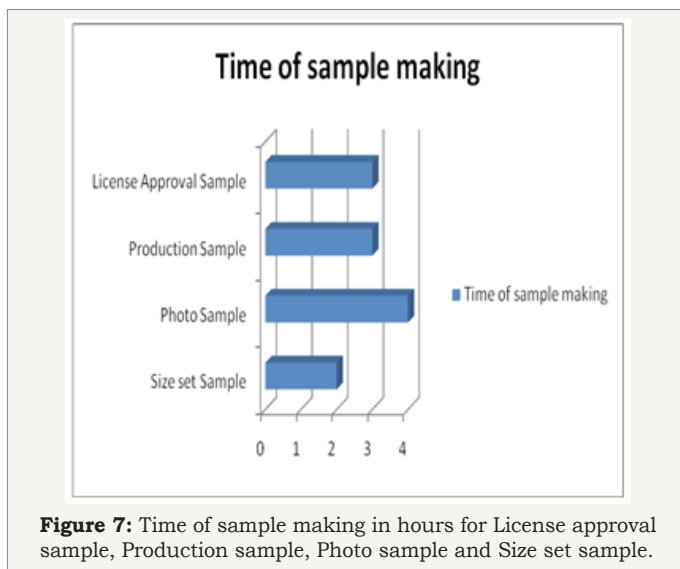 Time of sample making
License Approval Sample
Production Sample
Photo Sample
Size set Sample
0 1 2 3 4
Time of sample making
Figure 7: Time of sample making in hours for License approval
sample, Production sample, Photo sample and Size set sample.